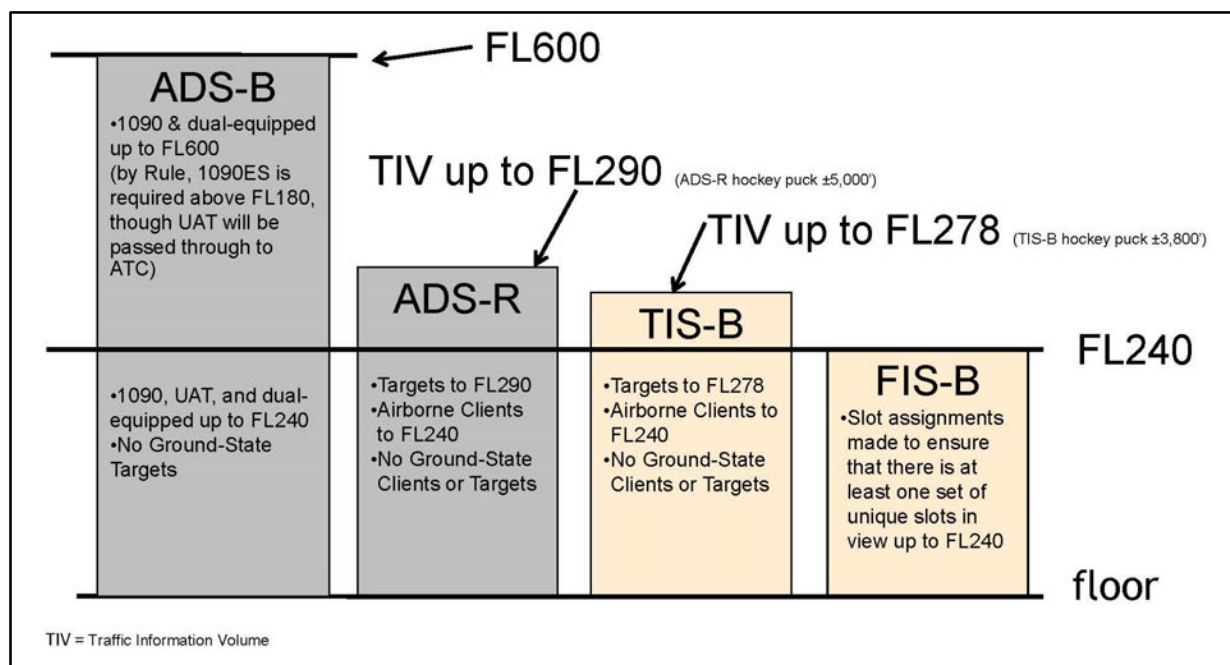 FL600
ADS-B
•1090 & dual-equipped
up to FL600
(by Rule, 1090ES is
required above FL180,
though UAT will be
passed through to
ATC)
TIV up to FL290 (ADS-R hockey puck ±5,000’)
TIV up to FL278 (TIS-B hockey puck ±3,800’)
ADS-R
TIS-B
FL240
•1090, UAT, and dual-
equipped up to FL240
•No Ground-State
Targets
•Targets to FL290
•Airborne Clients
to FL240
•No Ground-State
Clients or Targets
•Targets to FL278
•Airborne Clients to
FL240
•No Ground-State
Clients or Targets
FIS-B
•Slot assignments
made to ensure
that there is at
least one set of
unique slots in
view up to FL240
floor
TIV = Traffic Information Volume